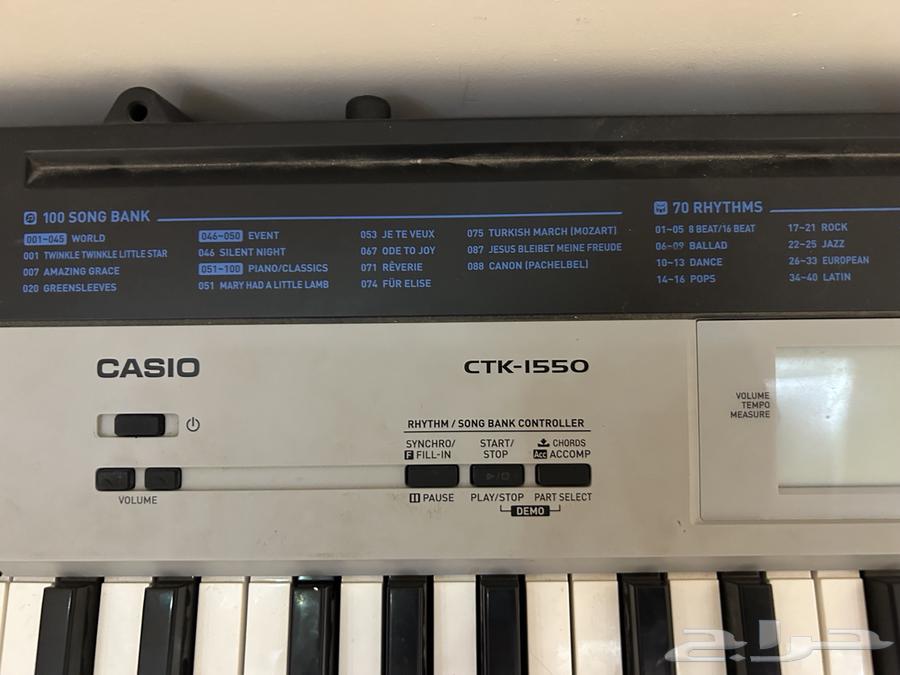 100 SONG BANK
001-045 WORLD
001 TWINKLE TWINKLE LITTLE STAR
007 AMAZING GRACE
020 GREENSLEEVES
046-050 EVENT
046 SILENT NIGHT
051-100 PIANO/CLASSICS
051 MARY HAD A LITTLE LAMB
053 JE TE VEUX
067 ODE TO JOY
071 RÊVERIE
074 FÜR ELISE
075 TURKISH MARCH (MOZART)
087 JESUS BLEIBET MEINE FREUDE
088 CANON (PACHELBEL)
70 RHYTHMS
01-05 8 BEAT/16 BEAT
06-09 BALLAD
10-13 DANCE
14-16 POPS
17-21 ROCK
22-25 JAZZ
26-33 EUROPEAN
34-40 LATIN
CASIO
CTK-1550
VOLUME
TEMPO
MEASURE
RHYTHM / SONG BANK CONTROLLER
SYNCHRO/
F FILL-IN
START/
STOP
CHORDS
Acc ACCOMP
VOLUME
PAUSE
PLAY/STOP
PART SELECT
DEMO
حراج